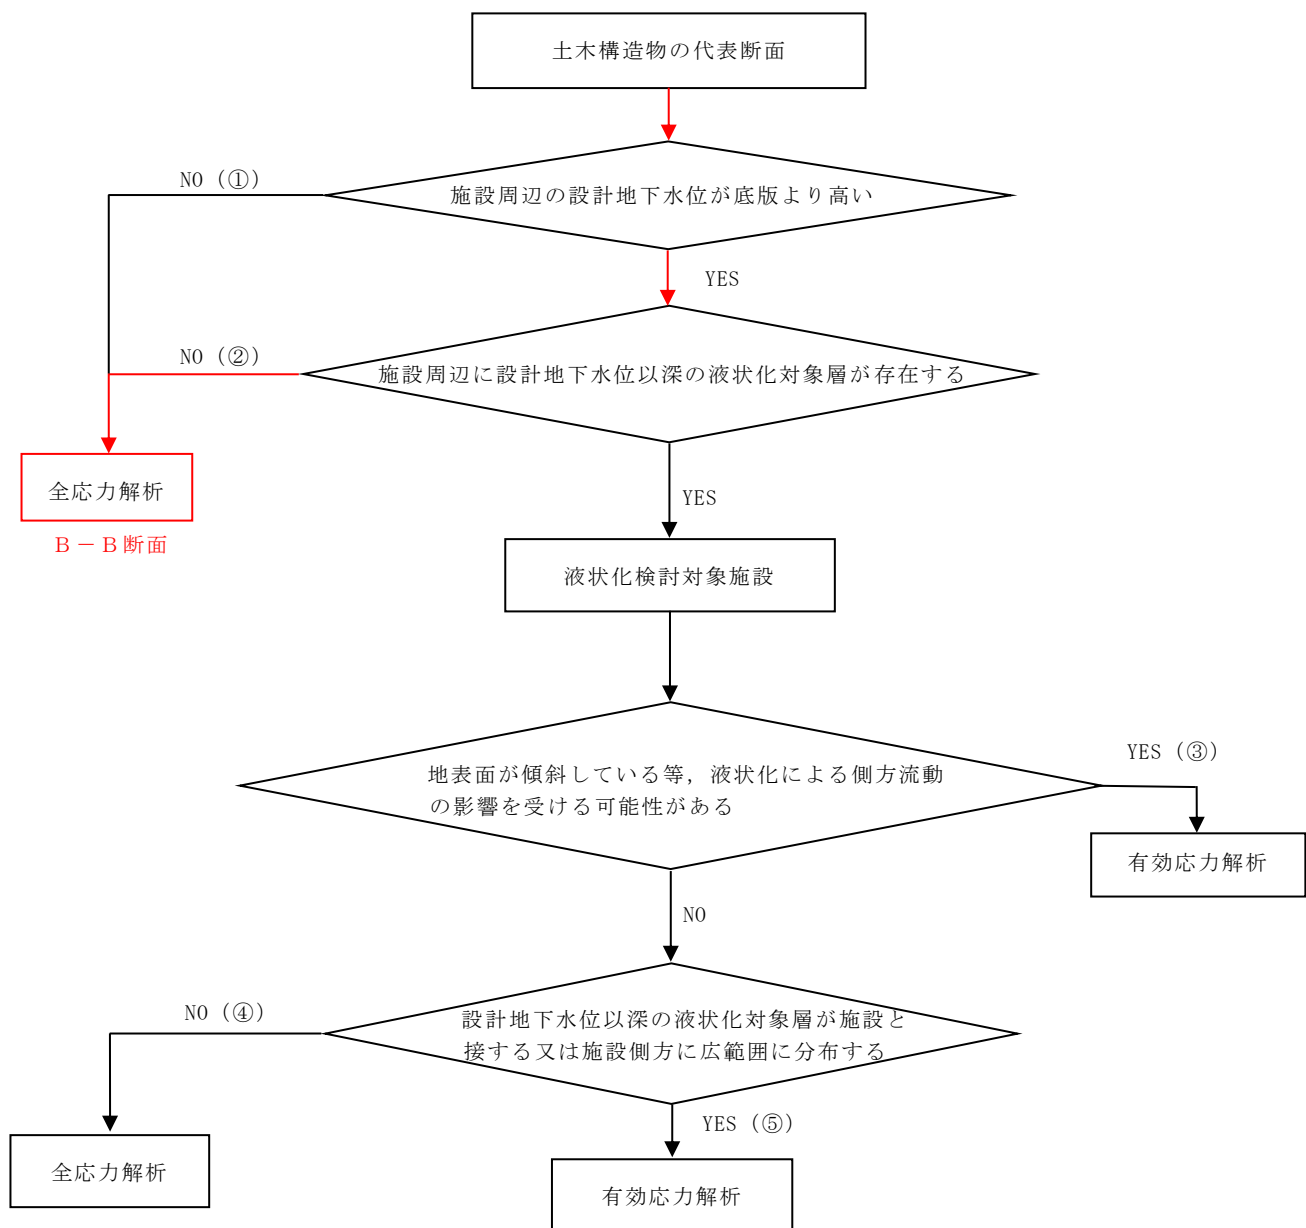 土木構造物の代表断面
NO（①）
施設周辺の設計地下水位が底版より高い
YES
NO（②）
施設周辺に設計地下水位以深の液状化対象層が存在する
全応力解析
B－B断面
YES
液状化検討対象施設
地表面が傾斜している等，液状化による側方流動
の影響を受ける可能性がある
YES（③）
有効応力解析
NO
NO（④）
設計地下水位以深の液状化対象層が施設と
接する又は施設側方に広範囲に分布する
YES（⑤）
全応力解析
有効応力解析